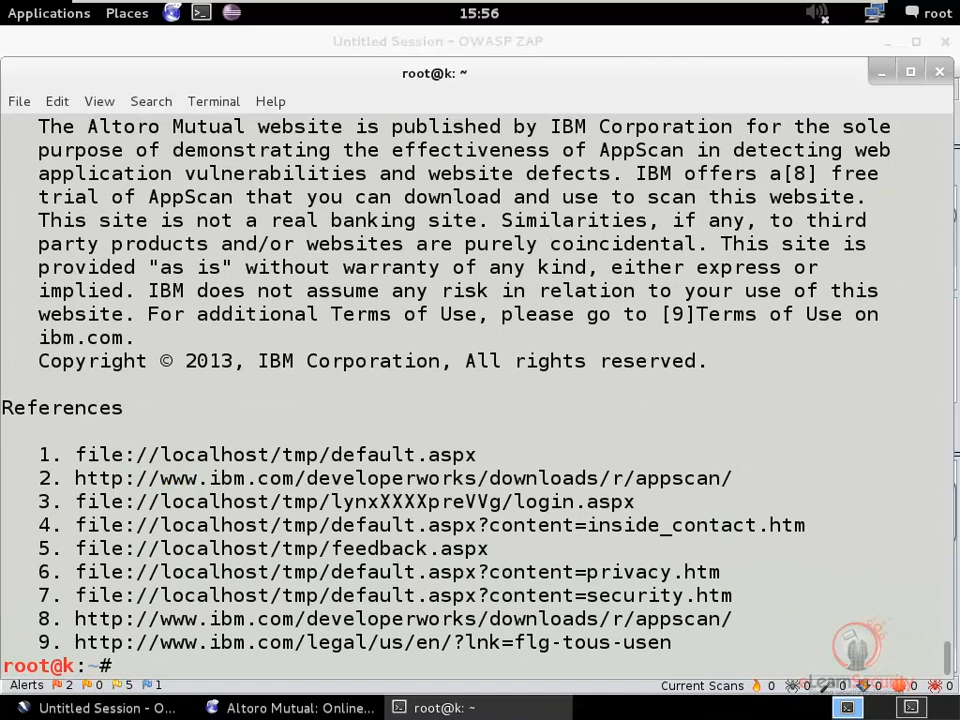 Applications Places 15:56 root
Untitled Session - OWASP ZAP
root@k: ~
File Edit View Search Terminal Help
The Altoro Mutual website is published by IBM Corporation for the sole
purpose of demonstrating the effectiveness of AppScan in detecting web
application vulnerabilities and website defects. IBM offers a[8] free
trial of AppScan that you can download and use to scan this website.
This site is not a real banking site. Similarities, if any, to third
party products and/or websites are purely coincidental. This site is
provided "as is" without warranty of any kind, either express or
implied. IBM does not assume any risk in relation to your use of this
website. For additional Terms of Use, please go to [9]Terms of Use on
ibm.com.
Copyright © 2013, IBM Corporation, All rights reserved.
References
1. file://localhost/tmp/default.aspx
2. http://www.ibm.com/developerworks/downloads/r/appscan/
3. file://localhost/tmp/lynxXXXXpreVVg/login.aspx
4. file://localhost/tmp/default.aspx?content=inside_contact.htm
5. file://localhost/tmp/feedback.aspx
6. file://localhost/tmp/default.aspx?content=privacy.htm
7. file://localhost/tmp/default.aspx?content=security.htm
8. http://www.ibm.com/developerworks/downloads/r/appscan/
9. http://www.ibm.com/legal/us/en/?lnk=flg-tous-usen
root@k:~#
eLearnSecurity
Alerts 2 0 5 1 Current Scans 0 0 0 0 0 0
Untitled Session - O... Altoro Mutual: Online... root@k: ~